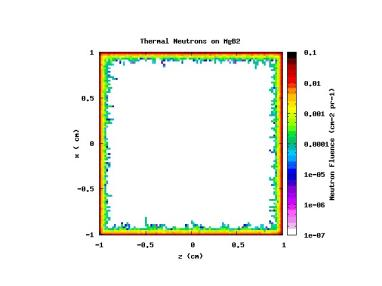 Thermal Neutrons on MgB2
1
0,5
0
-0,5
-1
-1
-0,5
0
0,5
1
x (cm)
z (cm)
0,1
0,01
0,001
0,0001
1e-05
1e-06
1e-07
Neutron Fluence (cm-2 pr-1)